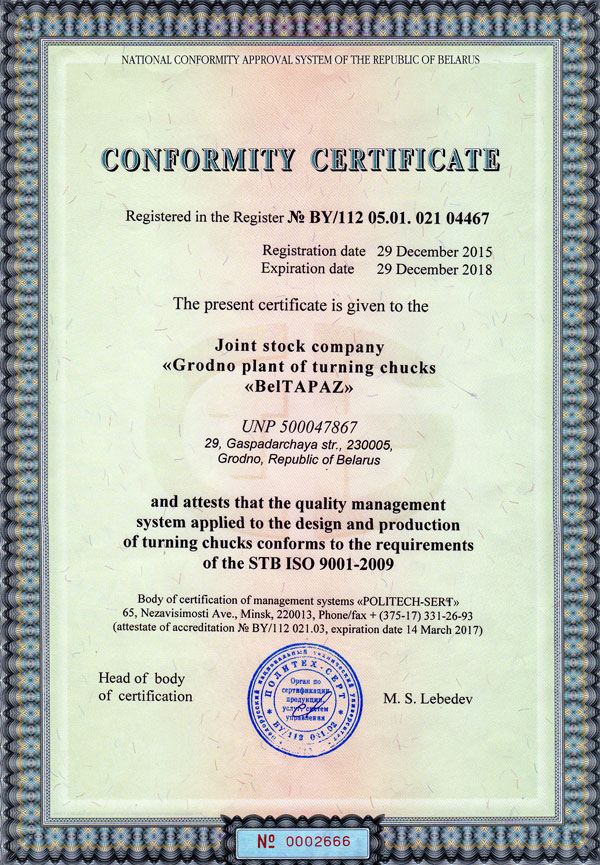 NATIONAL CONFORMITY APPROVAL SYSTEM OF THE REPUBLIC OF BELARUS
CONFORMITY CERTIFICATE
Registered in the Register № BY/112 05.01. 021 04467
Registration date 29 December 2015
Expiration date 29 December 2018
The present certificate is given to the
Joint stock company
«Grodno plant of turning chucks
«BelTAPAZ»
UNP 500047867
29, Gaspadarchaya str., 230005,
Grodno, Republic of Belarus
and attests that the quality management
system applied to the design and production
of turning chucks conforms to the requirements
of the STB ISO 9001-2009
Body of certification of management systems «POLITECH-SERT»
65, Nezavisimosti Ave., Minsk, 220013, Phone/fax + (375-17) 331-26-93
(attestate of accreditation № BY/112 021.03, expiration date 14 March 2017)
Head of body
of certification
M. S. Lebedev
Белорусский национальный технический университет
ПОЛИТЕХ-СЕРТ
Орган по
сертификации
продукции,
услуг, систем
управления
BY/112 021.02
№ 0002666